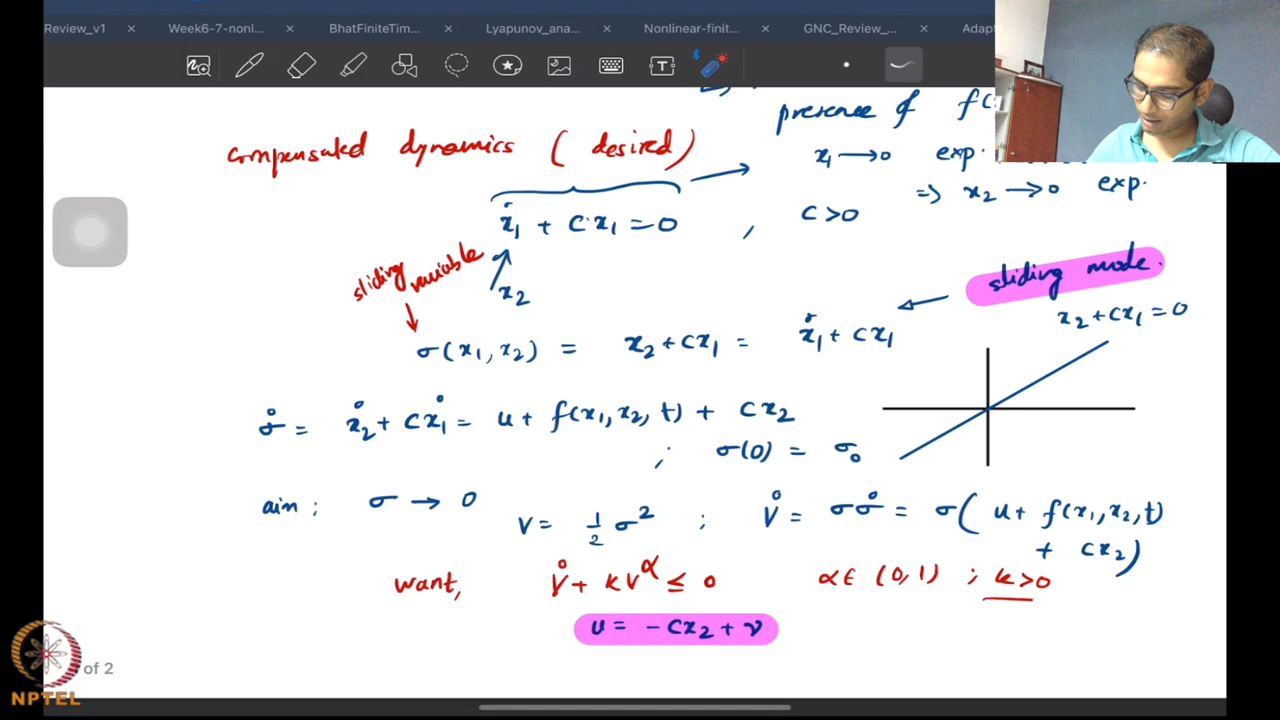 Review_v1 × Week6-7-nonl... × BhatFiniteTim... × Lyapunov_ana... × Nonlinear-finit... × GNC_Review_... × Adap
presence of f(
compensated dynamics ( desired)
x₁ → 0 exp.
⇒ x₂ → 0 exp.
ẋ₁ + cx₁ = 0 , c > 0
sliding variable
x₂
sliding mode.
x₂ + cx₁ = 0
σ(x₁, x₂) = x₂ + cx₁ = ẋ₁ + cx₁
σ̇ = ẋ₂ + cẋ₁ = u + f(x₁, x₂, t) + cx₂
; σ(0) = σ₀
aim : σ → 0
V = 1/2 σ² ; V̇ = σσ̇ = σ( u + f(x₁, x₂, t)
+ cx₂)
want, V̇ + kV^α ≤ 0 α ∈ (0, 1) ; k > 0
u = - cx₂ + ν
of 2
NPTEL